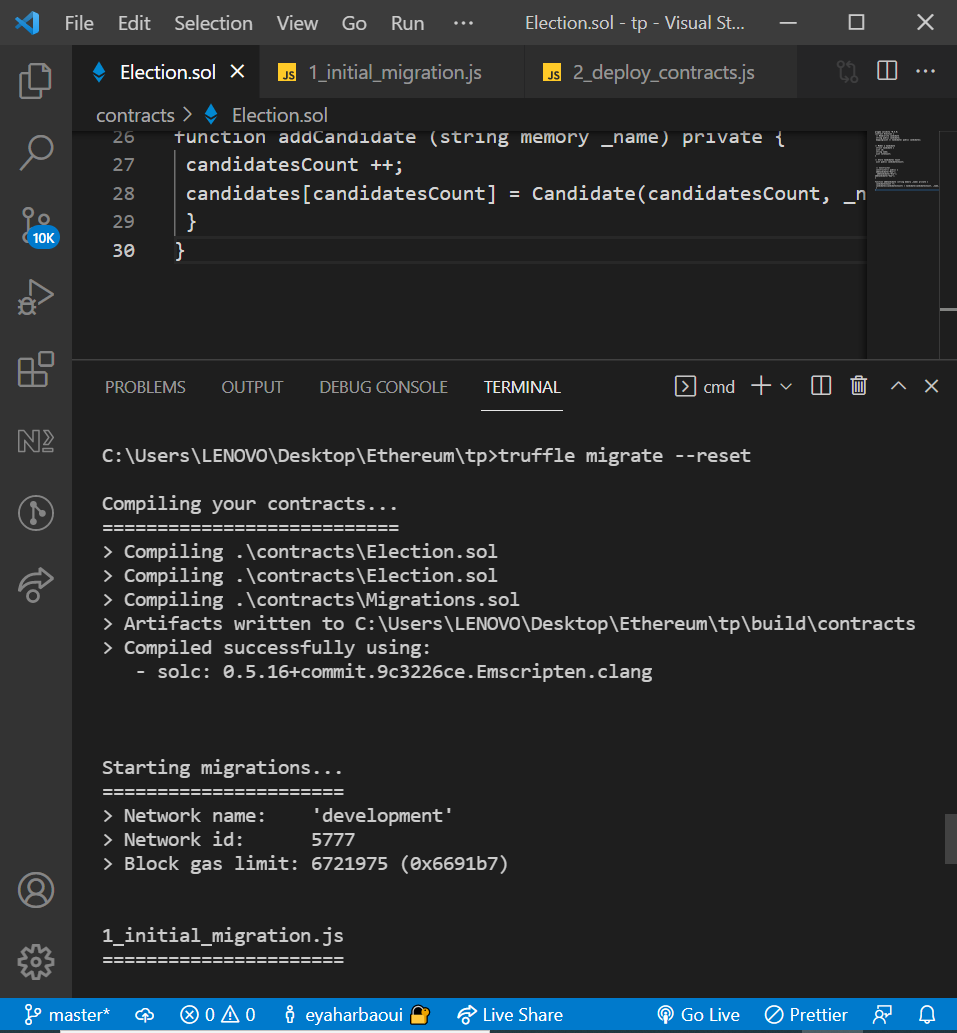 File Edit Selection View Go Run ··· Election.sol - tp - Visual St...
Election.sol JS 1_initial_migration.js JS 2_deploy_contracts.js ···
contracts > Election.sol
26 function addCandidate (string memory _name) private {
27 candidatesCount ++;
28 candidates[candidatesCount] = Candidate(candidatesCount, _n
29 }
30 }
10K
PROBLEMS OUTPUT DEBUG CONSOLE TERMINAL cmd
C:\Users\LENOVO\Desktop\Ethereum\tp>truffle migrate --reset
Compiling your contracts...
===========================
> Compiling .\contracts\Election.sol
> Compiling .\contracts\Election.sol
> Compiling .\contracts\Migrations.sol
> Artifacts written to C:\Users\LENOVO\Desktop\Ethereum\tp\build\contracts
> Compiled successfully using:
- solc: 0.5.16+commit.9c3226ce.Emscripten.clang
Starting migrations...
======================
> Network name: 'development'
> Network id: 5777
> Block gas limit: 6721975 (0x6691b7)
1_initial_migration.js
======================
master* 0 0 eyaharbaoui Live Share Go Live Prettier